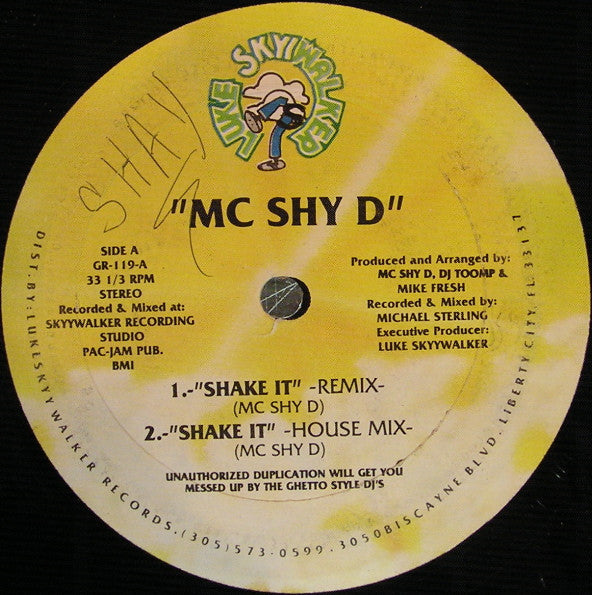 LUKE SKYYWALKER
SHAY
"MC SHY D"
SIDE A
GR-119-A
33 1/3 RPM
STEREO
Recorded & Mixed at:
SKYYWALKER RECORDING
STUDIO
PAC-JAM PUB.
BMI
Produced and Arranged by:
MC SHY D, DJ TOOMP &
MIKE FRESH
Recorded & Mixed by:
MICHAEL STERLING
Executive Producer:
LUKE SKYYWALKER
1.-"SHAKE IT" -REMIX-
(MC SHY D)
2.-"SHAKE IT" -HOUSE MIX-
(MC SHY D)
UNAUTHORIZED DUPLICATION WILL GET YOU
MESSED UP BY THE GHETTO STYLE DJ'S
DIST. BY: LUKE SKYYWALKER RECORDS. (305) 573-0599. 3050 BISCAYNE BLVD. LIBERTY CITY, FL 33137